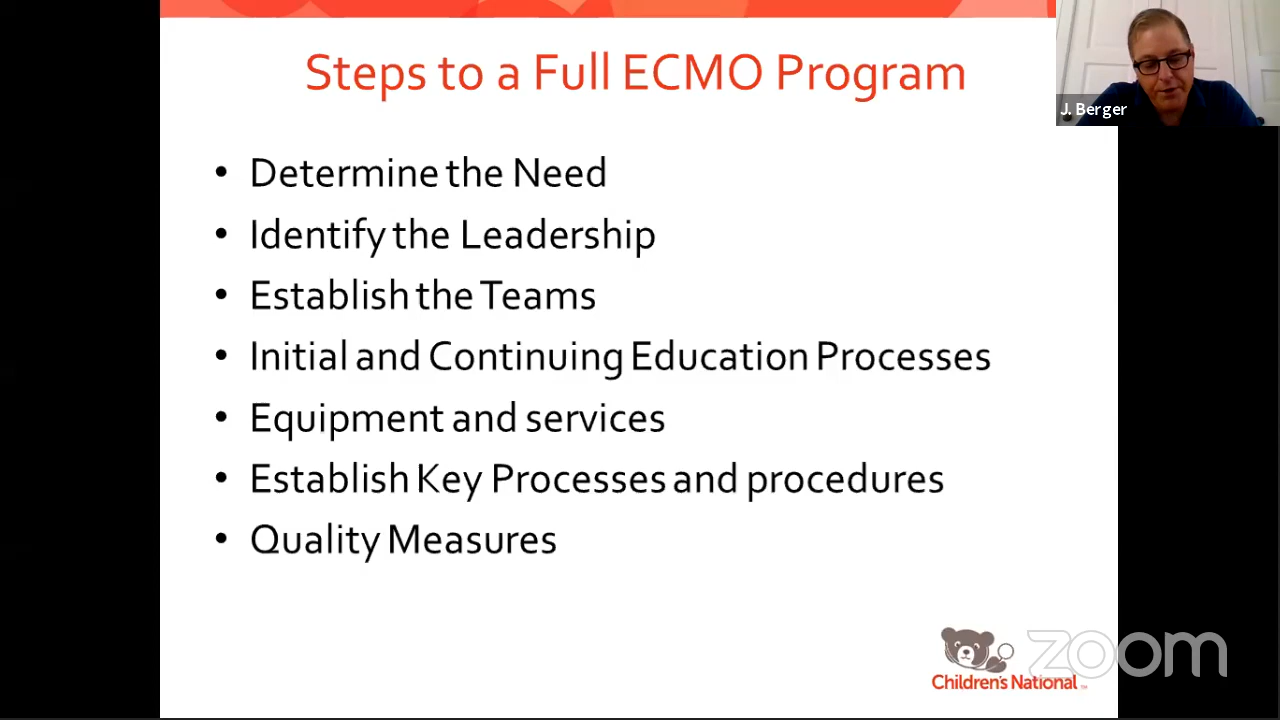 Steps to a Full ECMO Program
J. Berger
• Determine the Need
• Identify the Leadership
• Establish the Teams
• Initial and Continuing Education Processes
• Equipment and services
• Establish Key Processes and procedures
• Quality Measures
zoom
Children's National ™